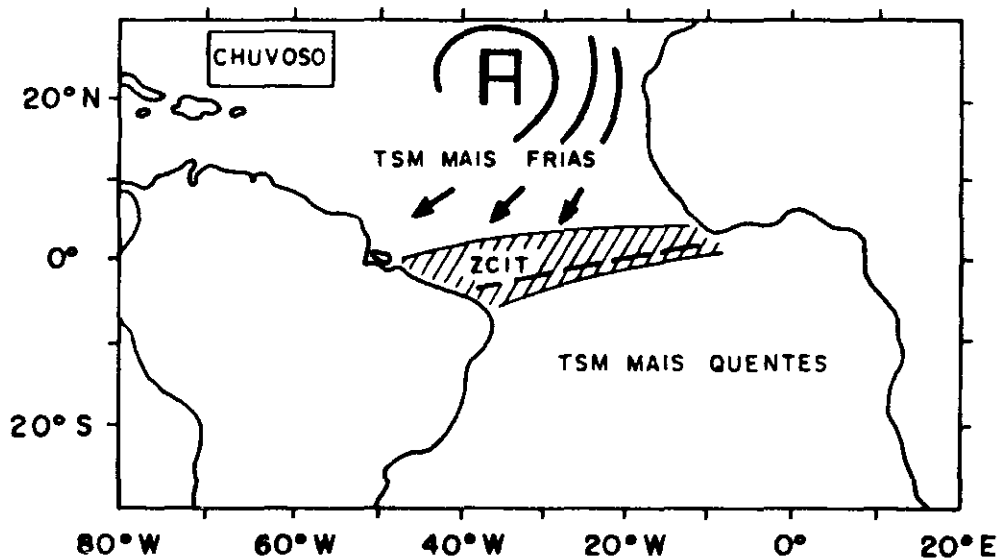 CHUVOSO
A
20° N
TSM MAIS FRIAS
0°
ZCIT
TSM MAIS QUENTES
20° S
80° W 60° W 40° W 20° W 0° 20° E